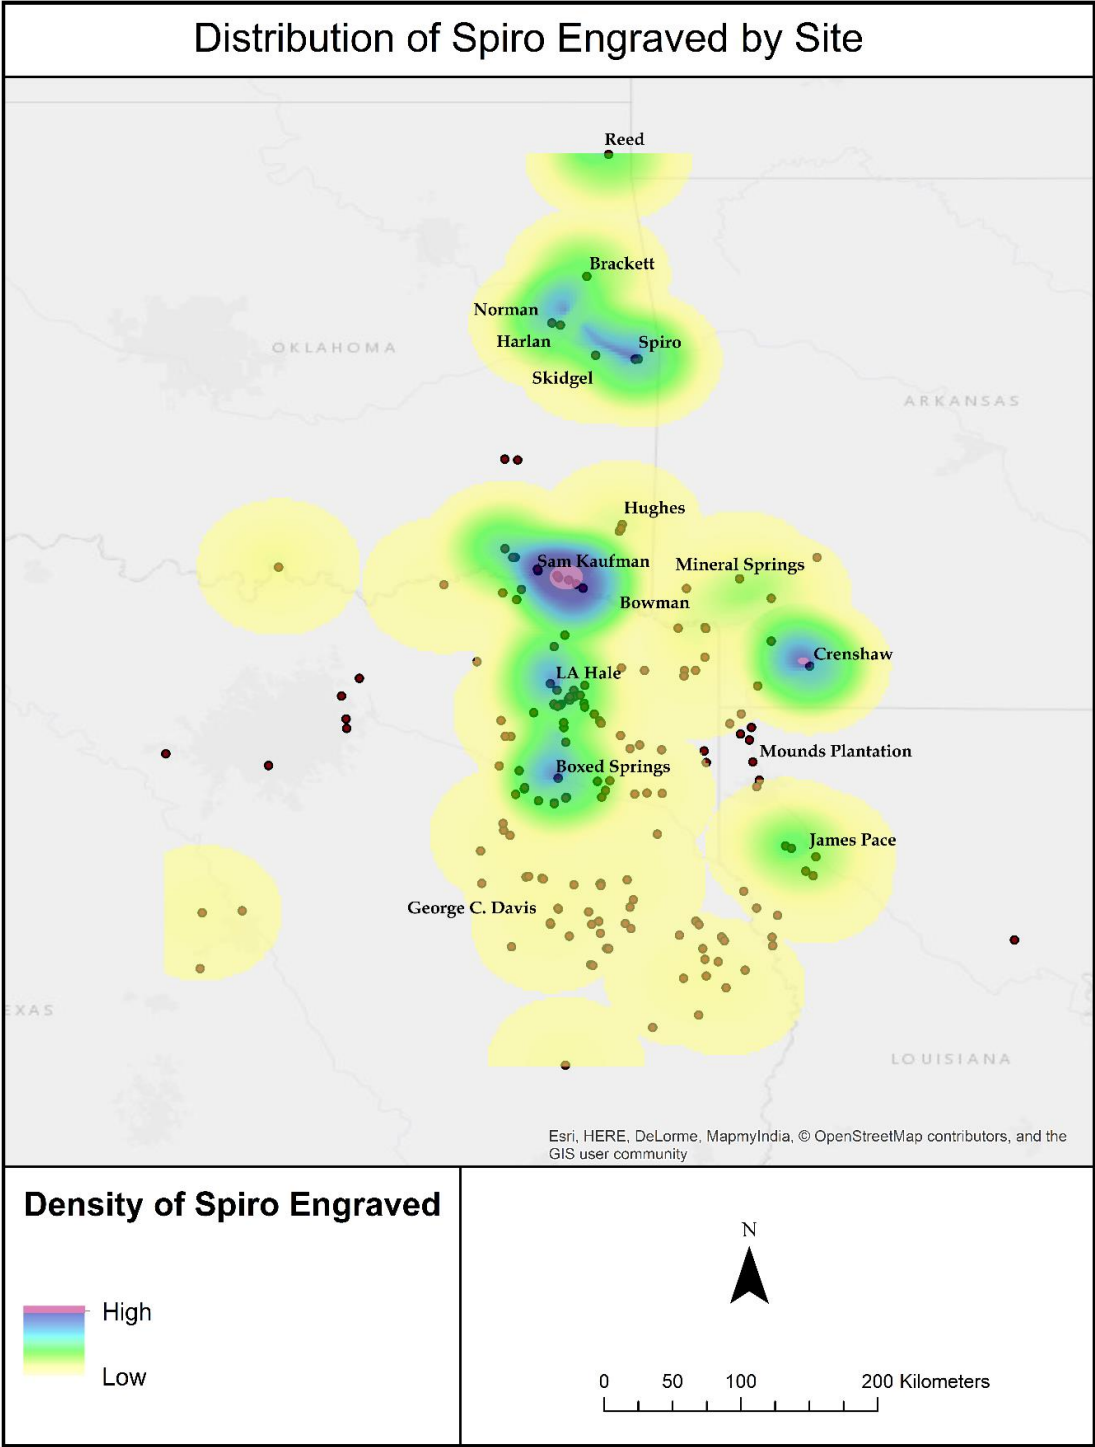 Distribution of Spiro Engraved by Site
Reed
Brackett
Norman
Harlan
Spiro
OKLAHOMA
Skidgel
ARKANSAS
Hughes
Sam Kaufman
Mineral Springs
Bowman
Crenshaw
LA Hale
Mounds Plantation
Boxed Springs
James Pace
George C. Davis
EXAS
LOUISIANA
Esri, HERE, DeLorme, MapmyIndia, © OpenStreetMap contributors, and the
GIS user community
Density of Spiro Engraved
High
Low
N
0 50 100 200 Kilometers